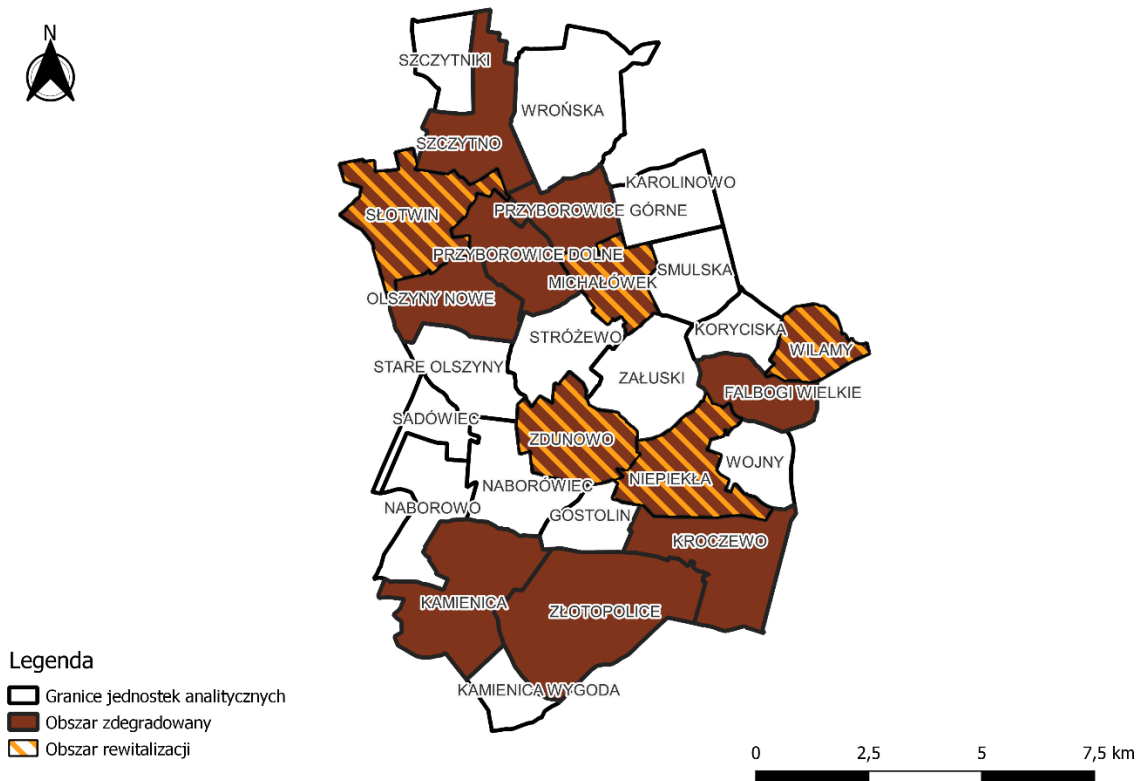 N
SZCZYTNIKI
WROŃSKA
SZCZYTNO
KAROLINOWO
SŁOTWIN
PRZYBOROWICE GÓRNE
PRZYBOROWICE DOLNE
SMULSKA
MICHAŁÓWEK
OLSZYNY NOWE
KORYCISKA
STRÓŻEWO
WILAMY
STARE OLSZYNY
ZAŁUSKI
FALBOGI WIELKIE
SADÓWIEC
ZDUNOWO
WOJNY
NIEPIEKŁA
NABORÓWIEC
NABOROWO
GOSTOLIN
KROCZEWO
KAMIENICA
ZŁOTOPOLICE
KAMIENICA WYGODA
Legenda
Granice jednostek analitycznych
Obszar zdegradowany
Obszar rewitalizacji
0 2,5 5 7,5 km